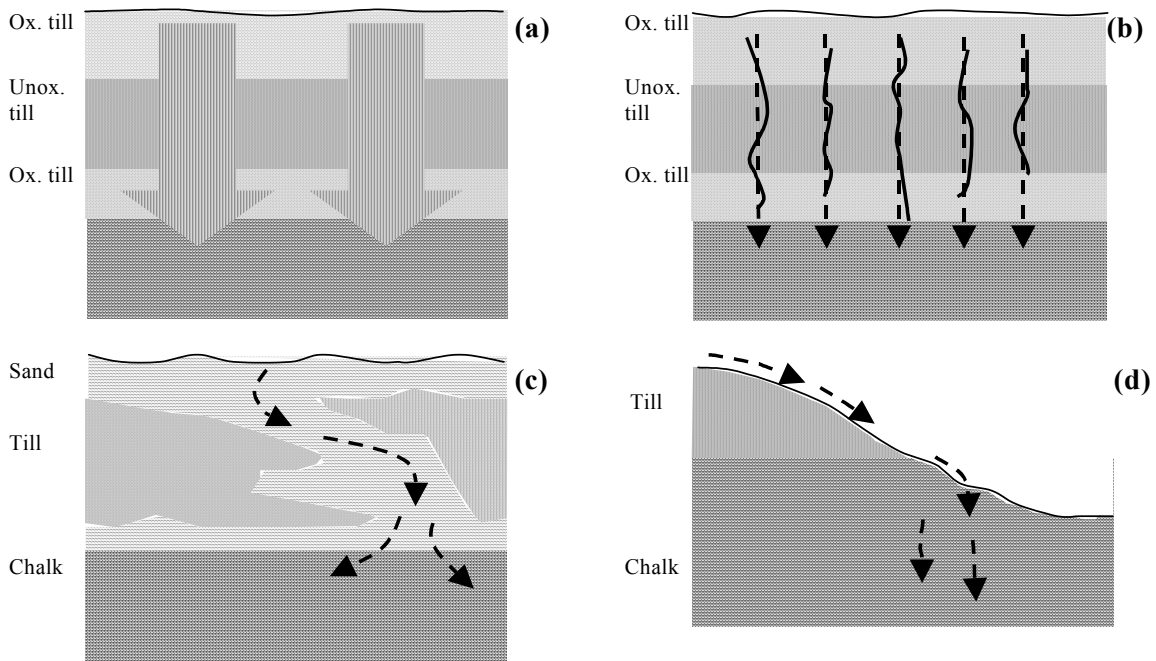 Ox. till
(a)
Unox.
till
Ox. till
Ox. till
(b)
Unox.
till
Ox. till
Sand
(c)
Till
Chalk
(d)
Till
Chalk